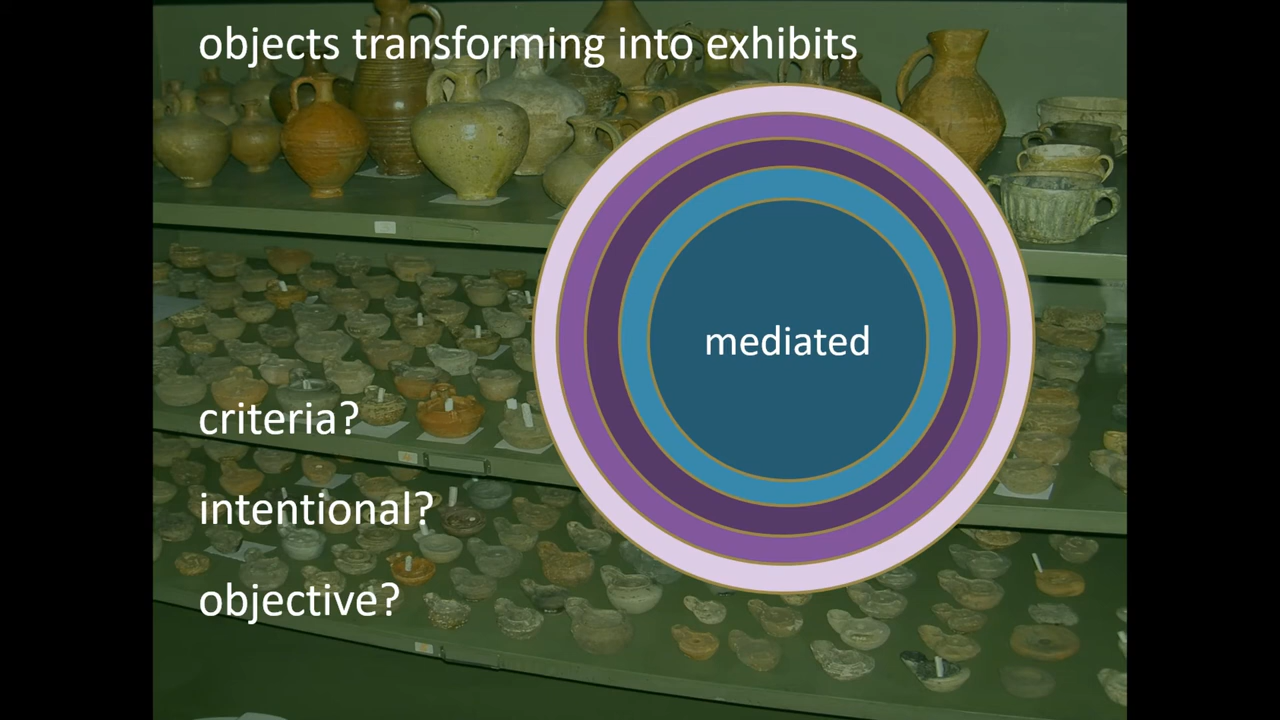 objects transforming into exhibits
mediated
criteria?
intentional?
objective?